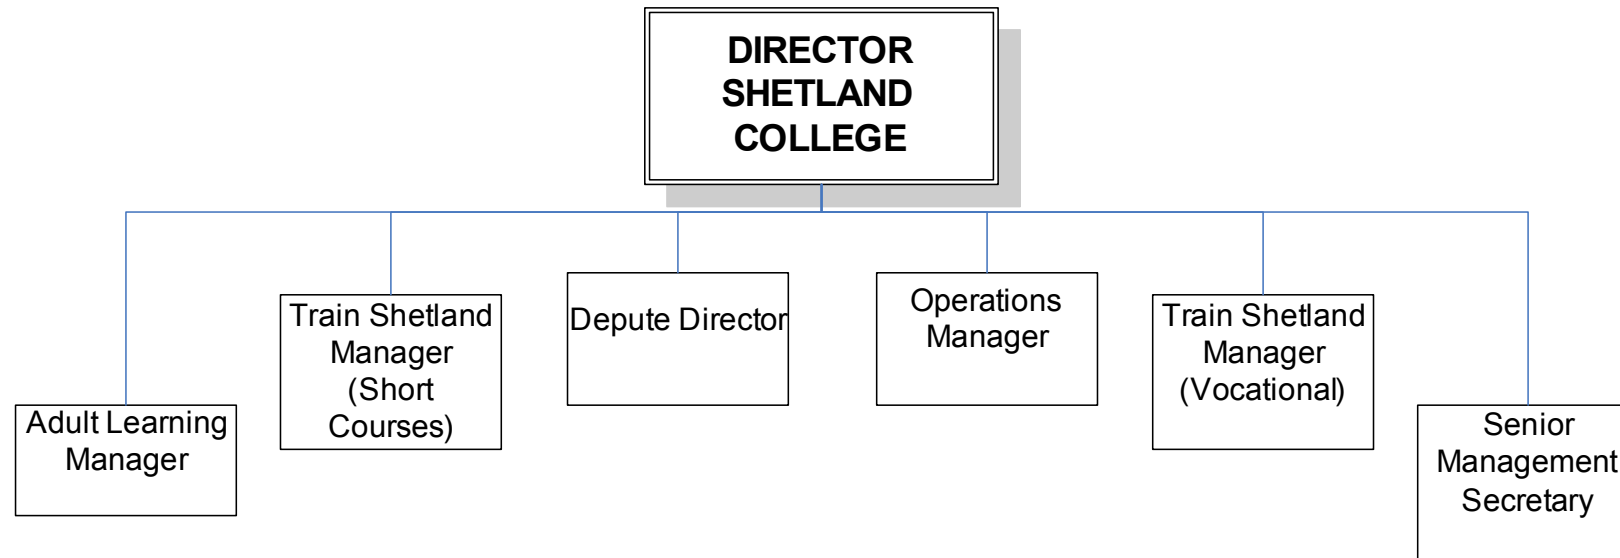 DIRECTOR
SHETLAND
COLLEGE
Adult Learning
Manager
Train Shetland
Manager
(Short
Courses)
Depute Director
Operations
Manager
Train Shetland
Manager
(Vocational)
Senior
Management
Secretary